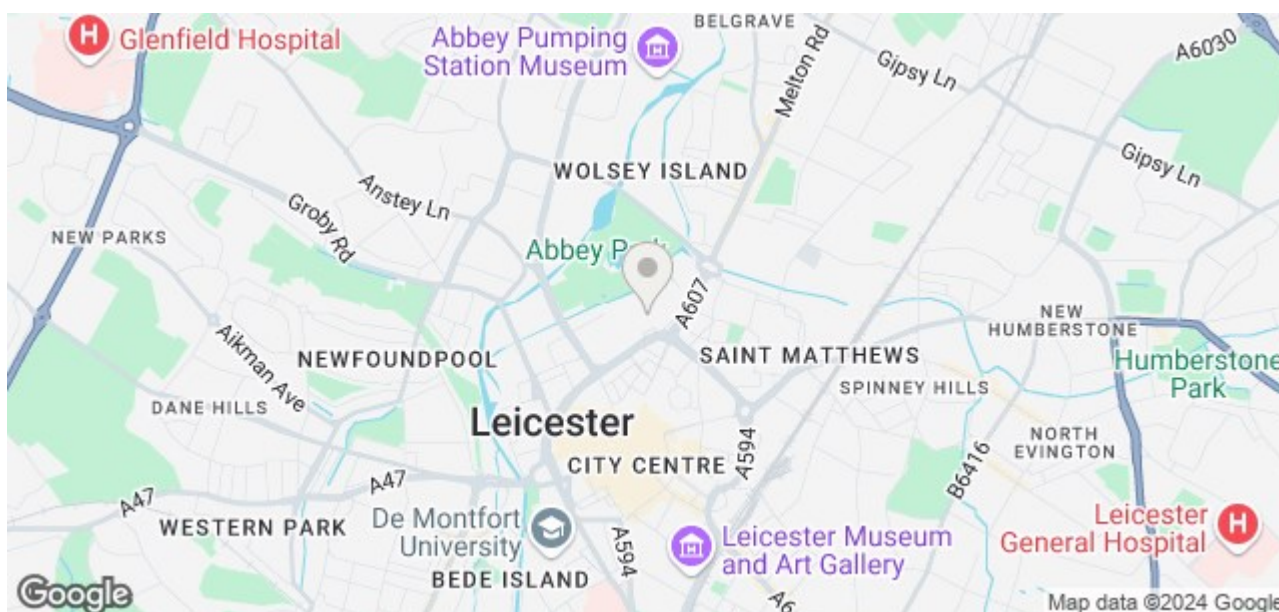 BELGRAVE
Glenfield Hospital
Abbey Pumping
Station Museum
Melton Rd
Gipsy Ln
A6030
Gipsy Ln
WOLSEY ISLAND
Anstey Ln
Groby Rd
NEW PARKS
Abbey P
A607
NEW
HUMBERSTONE
Aikman Ave
NEWFOUNDPOOL
SAINT MATTHEWS
Humberstone
Park
SPINNEY HILLS
DANE HILLS
Leicester
CITY CENTRE
A594
NORTH
EVINGTON
B6416
A47
A47
WESTERN PARK
De Montfort
University
A594
Leicester Museum
and Art Gallery
Leicester
General Hospital
BEDE ISLAND
A6
Google
Map data ©2024 Google